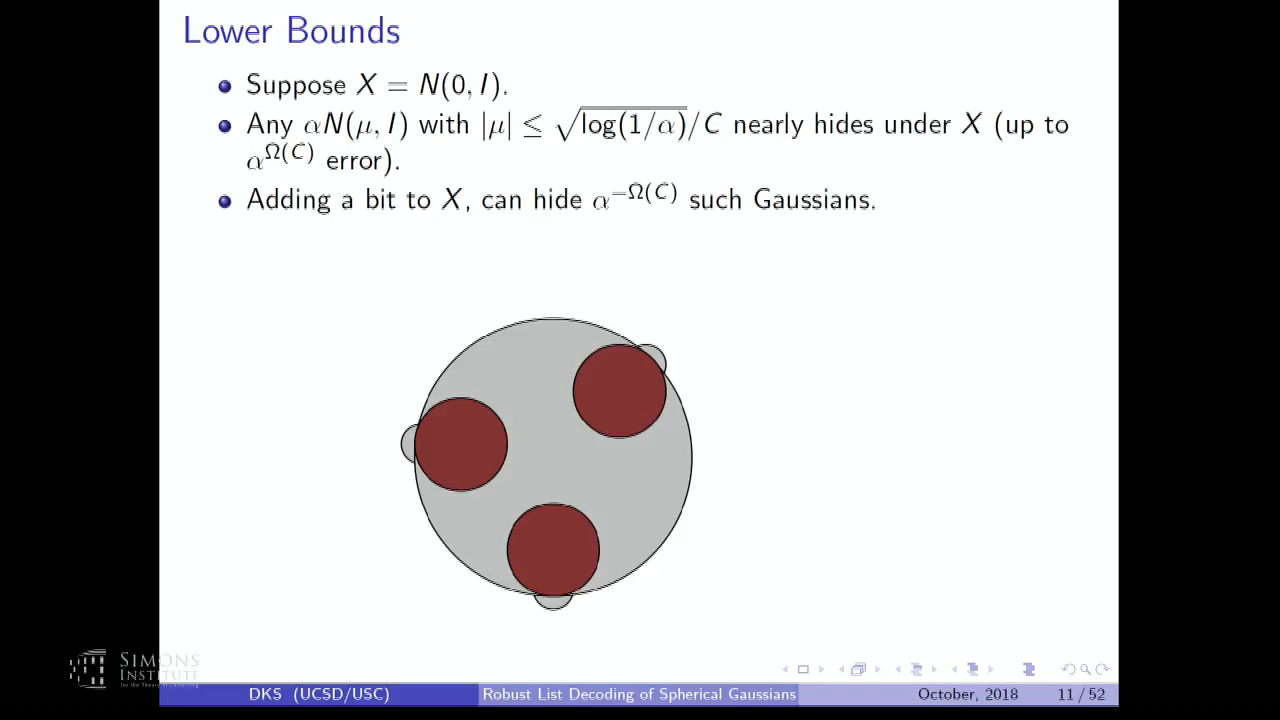 Lower Bounds
Suppose X = N(0, I).
Any αN(μ, I) with |μ| ≤ √log(1/α)/C nearly hides under X (up to
α^Ω(C) error).
Adding a bit to X, can hide α^−Ω(C) such Gaussians.
SIMONS
INSTITUTE
DKS (UCSD/USC) Robust List Decoding of Spherical Gaussians October, 2018 11 / 52